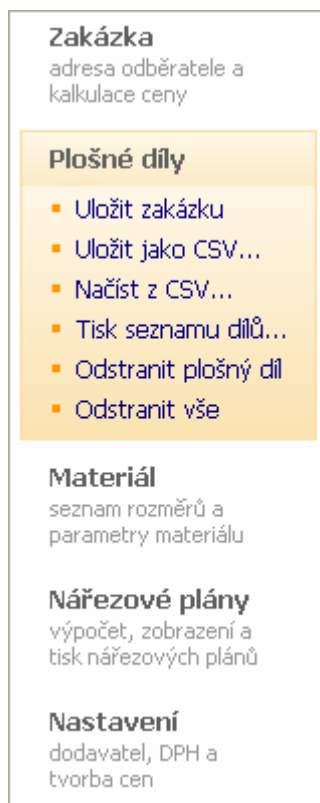 Zakázka
adresa odběratele a
kalkulace ceny
Plošné díly
Uložit zakázku
Uložit jako CSV...
Načíst z CSV...
Tisk seznamu dílů...
Odstranit plošný díl
Odstranit vše
Materiál
seznam rozměrů a
parametry materiálu
Nářezové plány
výpočet, zobrazení a
tisk nářezových plánů
Nastavení
dodavatel, DPH a
tvorba cen